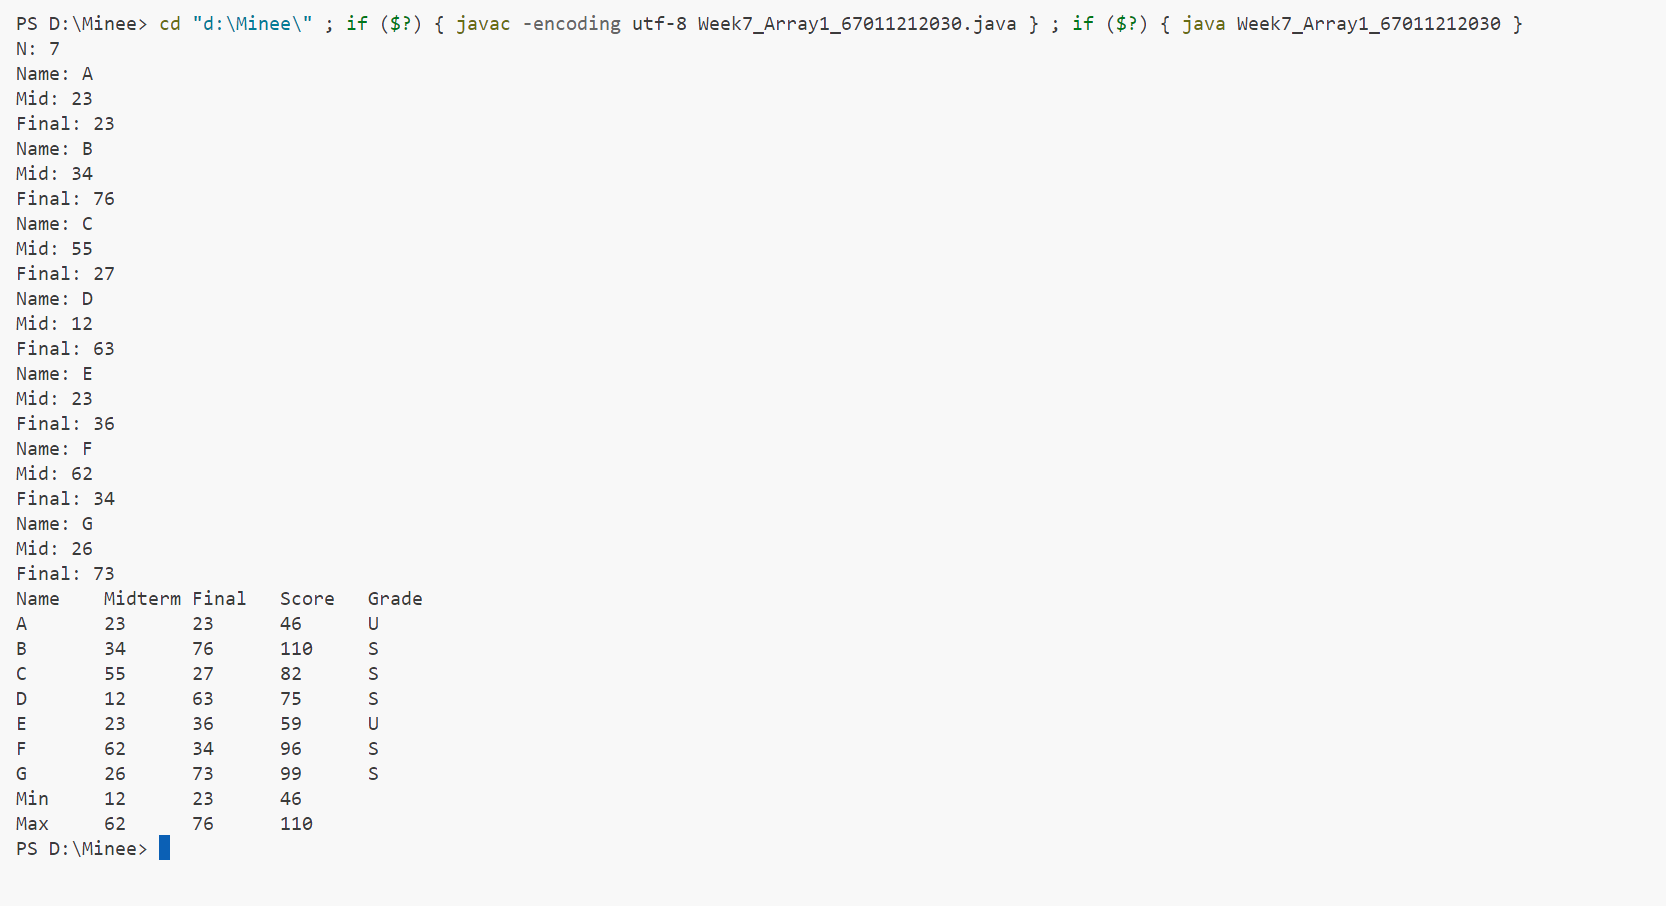 PS D:\Minee> cd "d:\Minee\" ; if ($?) { javac -encoding utf-8 Week7_Array1_67011212030.java } ; if ($?) { java Week7_Array1_67011212030 }
N: 7
Name: A
Mid: 23
Final: 23
Name: B
Mid: 34
Final: 76
Name: C
Mid: 55
Final: 27
Name: D
Mid: 12
Final: 63
Name: E
Mid: 23
Final: 36
Name: F
Mid: 62
Final: 34
Name: G
Mid: 26
Final: 73
Name    Midterm Final   Score   Grade
A       23      23      46      U
B       34      76      110     S
C       55      27      82      S
D       12      63      75      S
E       23      36      59      U
F       62      34      96      S
G       26      73      99      S
Min     12      23      46
Max     62      76      110
PS D:\Minee>